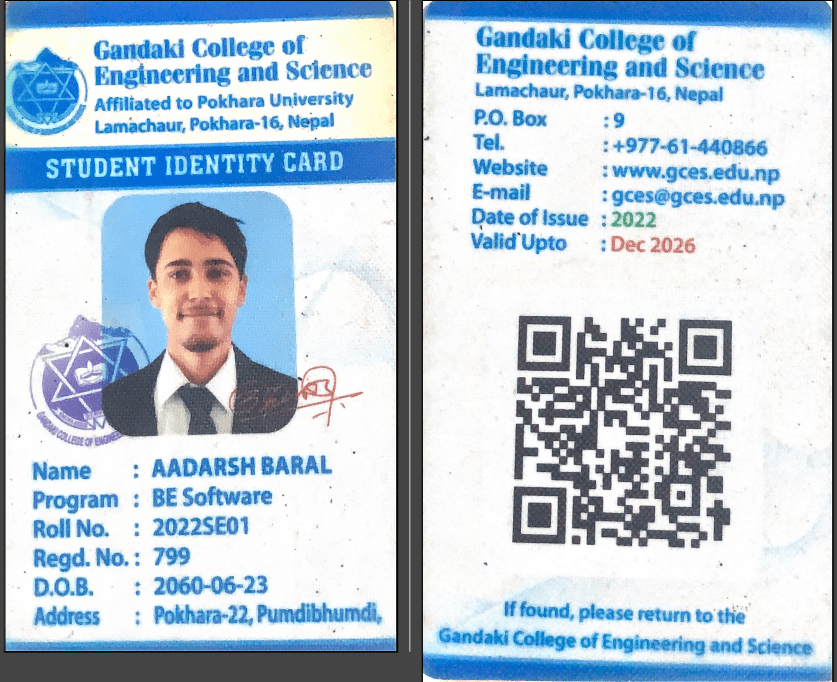 Gandaki College of
Engineering and Science
Affiliated to Pokhara University
Lamachaur, Pokhara-16, Nepal
STUDENT IDENTITY CARD
GANDAKI COLLEGE OF ENGINEE
Name : AADARSH BARAL
Program : BE Software
Roll No. : 2022SE01
Regd. No. : 799
D.O.B. : 2060-06-23
Address : Pokhara-22, Pumdibhumdi,
Gandaki College of
Engineering and Science
Lamachaur, Pokhara-16, Nepal
P.O. Box : 9
Tel. : +977-61-440866
Website : www.gces.edu.np
E-mail : gces@gces.edu.np
Date of Issue : 2022
Valid Upto : Dec 2026
If found, please return to the
Gandaki College of Engineering and Science